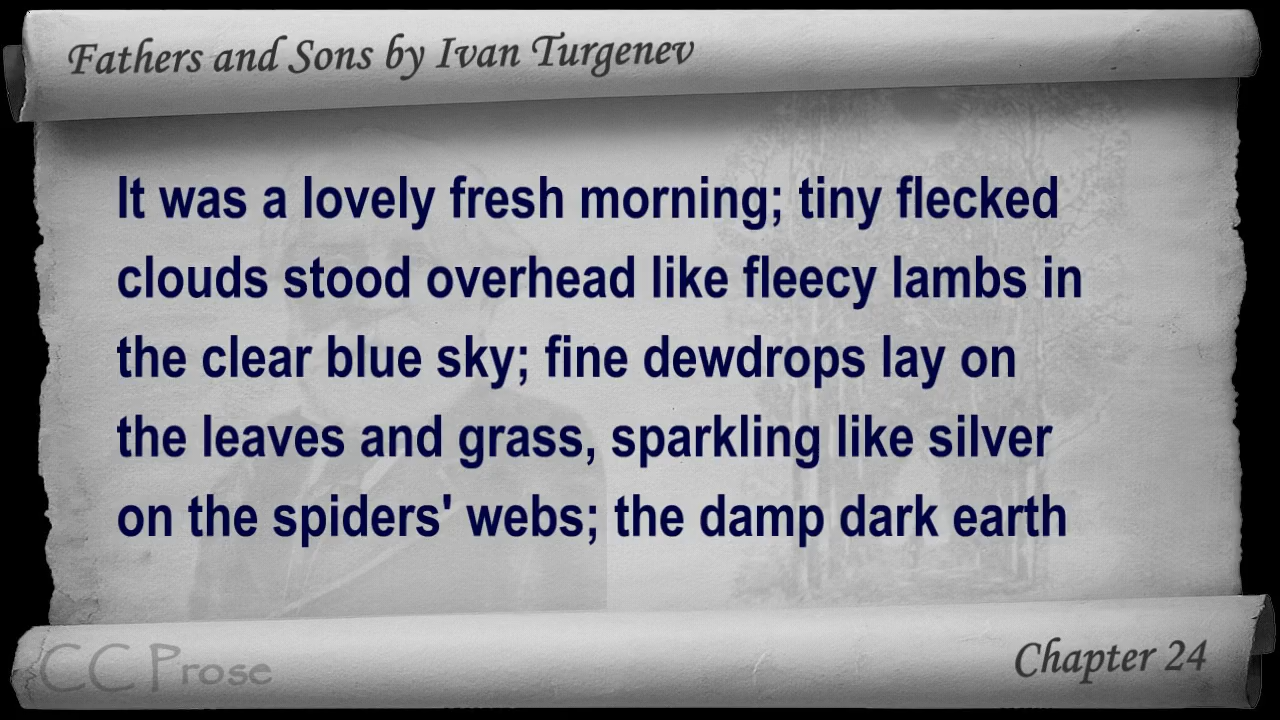 Fathers and Sons by Ivan Turgenev
It was a lovely fresh morning; tiny flecked
clouds stood overhead like fleecy lambs in
the clear blue sky; fine dewdrops lay on
the leaves and grass, sparkling like silver
on the spiders' webs; the damp dark earth
CC Prose
Chapter 24